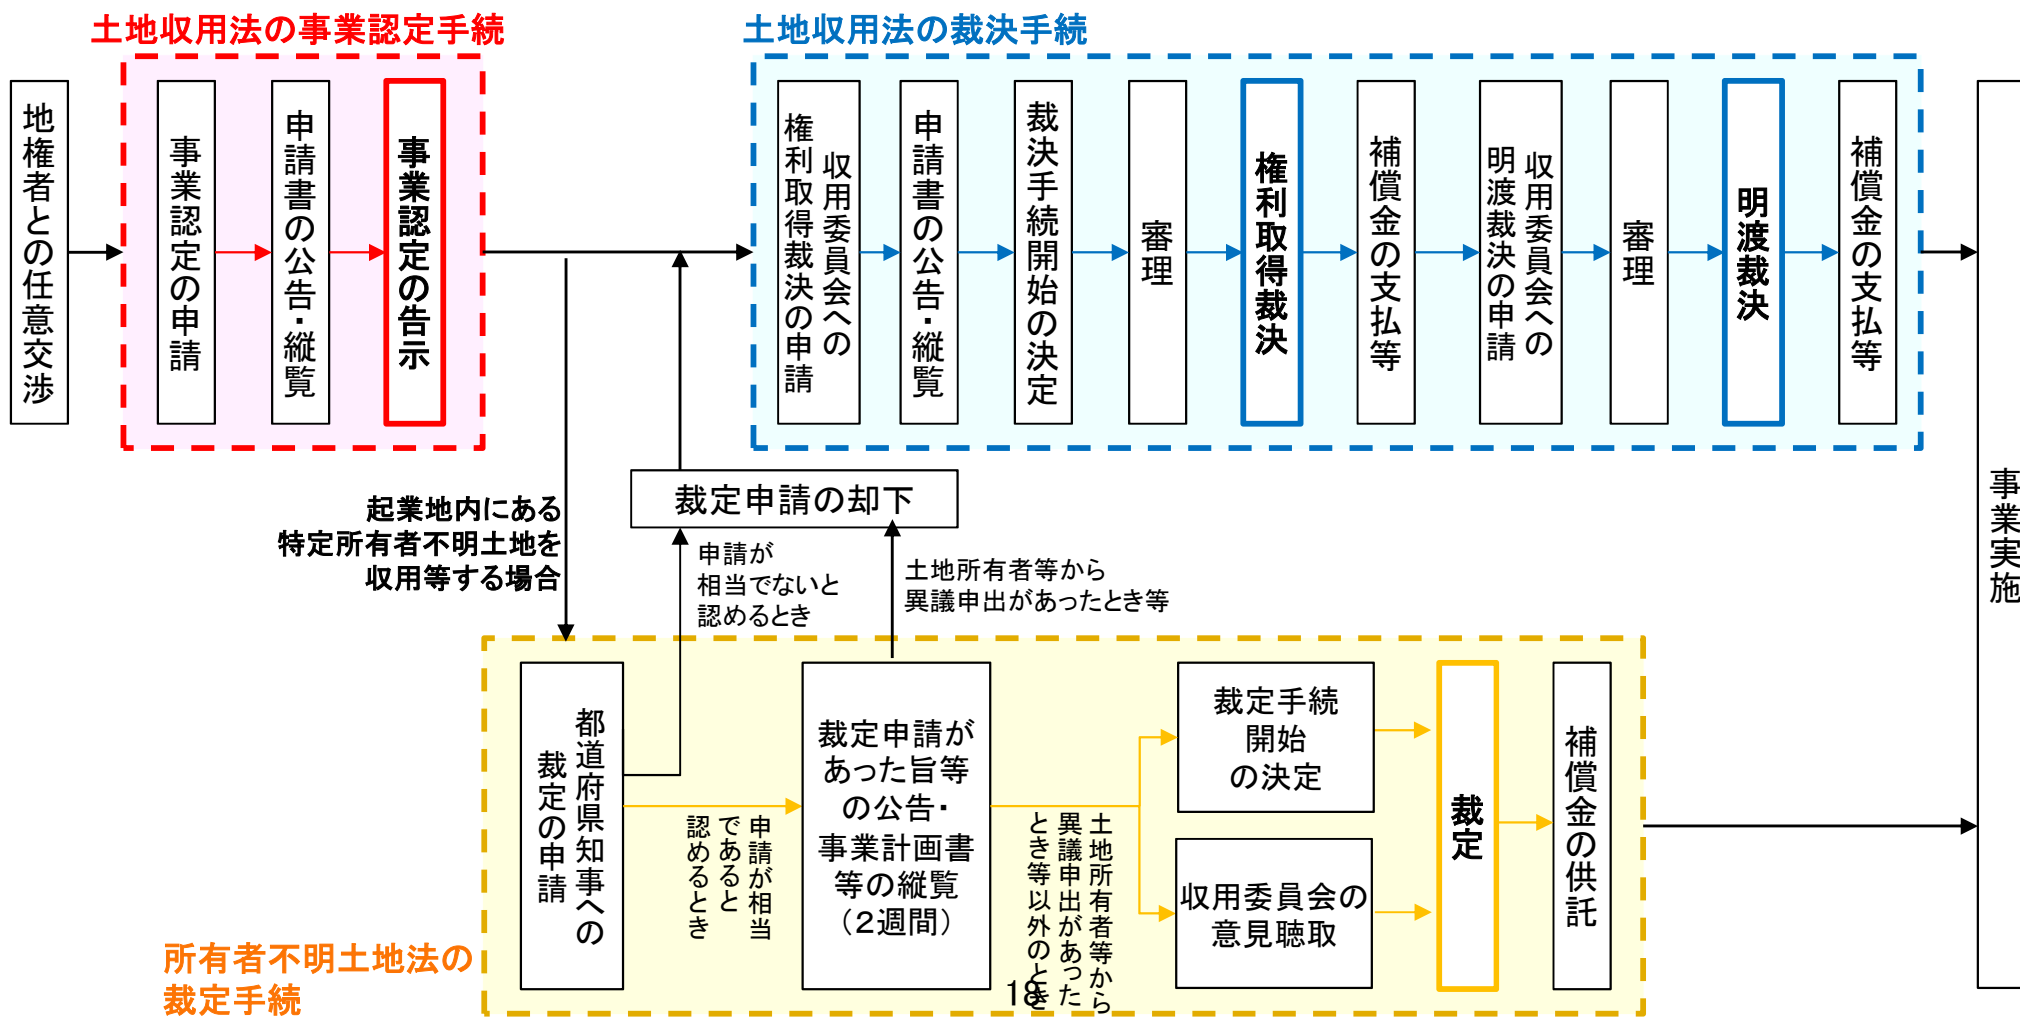 土地収用法の事業認定手続
土地収用法の裁決手続
地権者との任意交渉
事業認定の申請
申請書の公告・縦覧
事業認定の告示
収用委員会への
権利取得裁決の申請
申請書の公告・縦覧
裁決手続開始の決定
審理
権利取得裁決
補償金の支払等
収用委員会への
明渡裁決の申請
審理
明渡裁決
補償金の支払等
事業実施
起業地内にある
特定所有者不明土地を
収用等する場合
裁定申請の却下
申請が
相当でないと
認めるとき
土地所有者等から
異議申出があったとき等
都道府県知事への
裁定の申請
申請が相当
であると
認めるとき
裁定申請が
あった旨等
の公告・
事業計画書
等の縦覧
（２週間）
土地所有者等から
異議申出があった
とき等以外のとき
裁定手続
開始
の決定
収用委員会の
意見聴取
裁定
補償金の供託
所有者不明土地法の
裁定手続
18